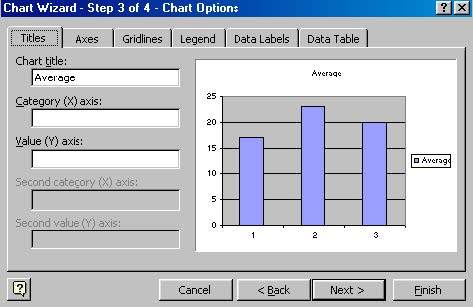 Chart Wizard - Step 3 of 4 - Chart Options
Titles Axes Gridlines Legend Data Labels Data Table
Chart title:
Average
Category (X) axis:
Value (Y) axis:
Second category (X) axis:
Second value (Y) axis:
Average
25
20
15
10
5
0
1 2 3
Average
Cancel < Back Next > Finish